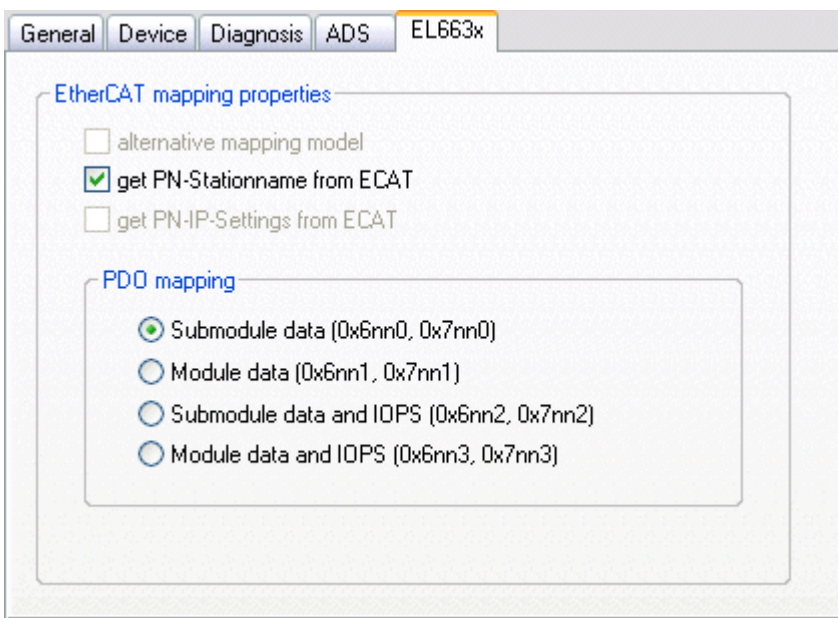 General Device Diagnosis ADS EL663x
EtherCAT mapping properties
alternative mapping model
get PN-Stationname from ECAT
get PN-IP-Settings from ECAT
PDO mapping
Submodule data (0x6nn0, 0x7nn0)
Module data (0x6nn1, 0x7nn1)
Submodule data and IOPS (0x6nn2, 0x7nn2)
Module data and IOPS (0x6nn3, 0x7nn3)